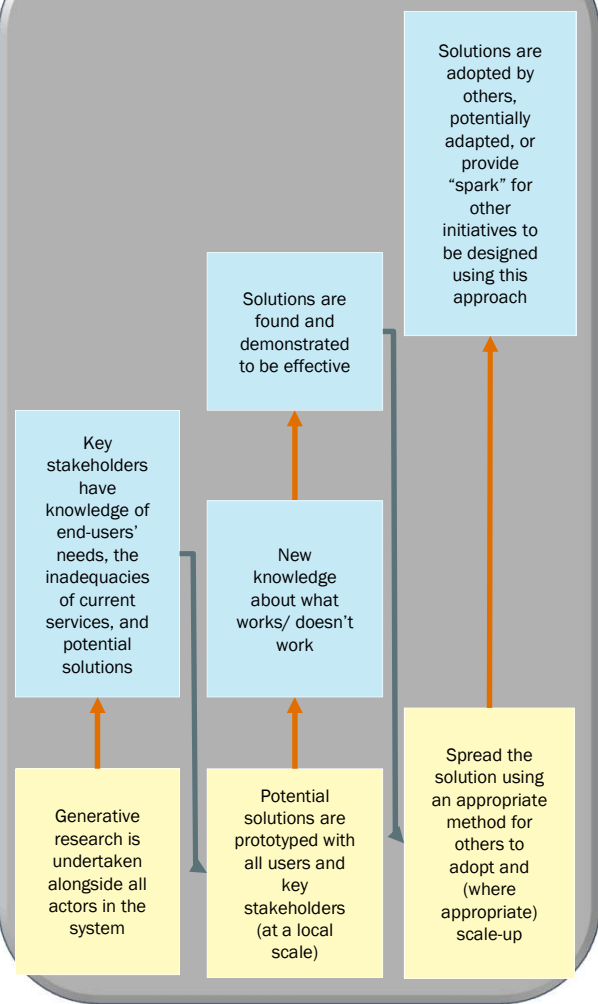 Solutions are
adopted by
others,
potentially
adapted, or
provide
“spark” for
other
initiatives to
be designed
using this
approach
Solutions are
found and
demonstrated
to be effective
Key
stakeholders
have
knowledge of
end-users’
needs, the
inadequacies
of current
services, and
potential
solutions
New
knowledge
about what
works/ doesn’t
work
Generative
research is
undertaken
alongside all
actors in the
system
Potential
solutions are
prototyped with
all users and
key
stakeholders
(at a local
scale)
Spread the
solution using
an appropriate
method for
others to
adopt and
(where
appropriate)
scale-up